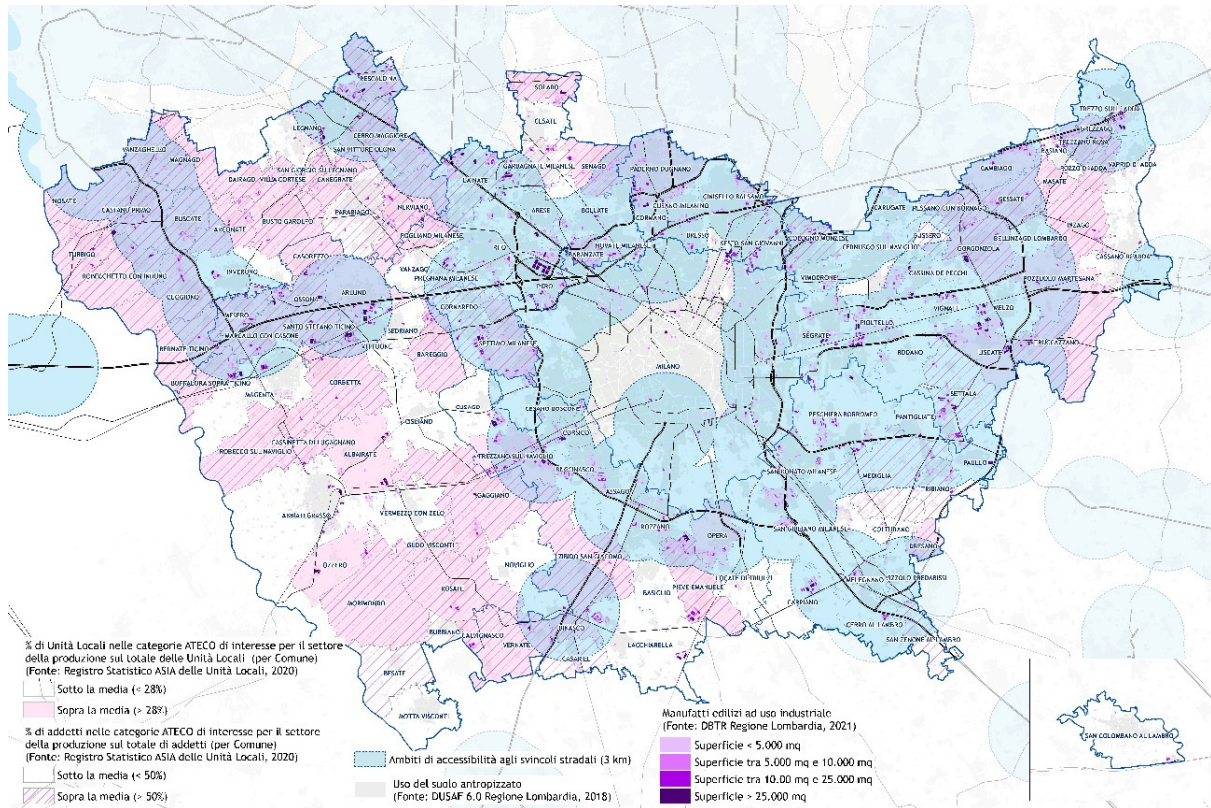 RESCALDINA
SOLARO
CESATE
TREZZO SULL'ADDA
LEGNANO
CERRO MAGGIORE
SAN VITTORE OLONA
GARBAGNATE MILANESE
SENAGO
PADERNO DUGNANO
TREZZANO ROSA
BASIANO
POZZO D'ADDA
VAPRIO D'ADDA
MASATE
VANZAGHELLO
MAGNAGO
SAN GIORGIO SU LEGNANO
DAIRAGO
VILLA CORTESE
CANEGRATE
LAINATE
CUSANO MILANINO
CINISELLO BALSAMO
CAMBIAGO
GESSATE
NOSATE
CASTANO PRIMO
BUSCATE
BUSTO GAROLFO
PARABIAGO
NERVIANO
ARESE
BOLLATE
CORMANO
CARUGATE
PESSANO CON BORNAGO
INZAGO
ARCONATE
POGLIANO MILANESE
BRESSO
SESTO SAN GIOVANNI
COLOGNO MONZESE
BUSSERO
BELLINZAGO LOMBARDO
TURBIGO
CASOREZZO
RHO
NOVATE MILANESE
CERNUSCO SUL NAVIGLIO
GORGONZOLA
CASSANO D'ADDA
ROBECCHETTO CON INDUNO
INVERUNO
VANZAGO
PREGNANA MILANESE
BARANZATE
VIMODRONE
CASSINA DE PECCHI
POZZUOLO MARTESANA
CUGGIONO
OSSONA
ARLUNO
PERO
CORNAREDO
MESERO
SANTO STEFANO TICINO
VIGNATE
MELZO
MARCALLO CON CASONE
VITTUONE
SEDRIANO
SETTIMO MILANESE
SEGRATE
PIOLTELLO
LISCATE
TRUCCAZZANO
BERNATE TICINO
BAREGGIO
RODANO
BOFFALORA SOPRA TICINO
MILANO
MAGENTA
CORBETTA
SETTALA
CUSAGO
CESANO BOSCONE
PESCHIERA BORROMEO
PANTIGLIATE
CISLIANO
CORSICO
CASSINETTA DI LUGAGNANO
ROBECCO SUL NAVIGLIO
ALBAIRATE
TREZZANO SUL NAVIGLIO
BUCCINASCO
SAN DONATO MILANESE
MEDIGLIA
PAULLO
GAGGIANO
ASSAGO
TRIBIANO
ABBIATEGRASSO
VERMEZZO CON ZELO
ROZZANO
OPERA
SAN GIULIANO MILANESE
COLTURANO
DRESANO
GUDO VISCONTI
ZIBIDO SAN GIACOMO
NOVIGLIO
OZZERO
LOCATE DI TRIULZI
MELEGNANO
VIZZOLO PREDABISSI
PIEVE EMANUELE
BASIGLIO
ROSATE
MORIMONDO
CARPIANO
BINASCO
CERRO AL LAMBRO
BUBBIANO
CALVIGNASCO
VERNATE
SAN ZENONE AL LAMBRO
LACCHIARELLA
CASARILE
BESATE
MOTTA VISCONTI
SAN COLOMBANO AL LAMBRO
% di Unità Locali nelle categorie ATECO di interesse per il settore
della produzione sul totale delle Unità Locali (per Comune)
(Fonte: Registro Statistico ASIA delle Unità Locali, 2020)
Sotto la media (< 28%)
Sopra la media (> 28%)
% di addetti nelle categorie ATECO di interesse per il settore
della produzione sul totale di addetti (per Comune)
(Fonte: Registro Statistico ASIA delle Unità Locali, 2020)
Sotto la media (< 50%)
Sopra la media (> 50%)
Ambiti di accessibilità agli svincoli stradali (3 km)
Uso del suolo antropizzato
(Fonte: DUSAF 6.0 Regione Lombardia, 2018)
Manufatti edilizi ad uso industriale
(Fonte: DBTR Regione Lombardia, 2021)
Superficie < 5.000 mq
Superficie tra 5.000 mq e 10.000 mq
Superficie tra 10.00 mq e 25.000 mq
Superficie > 25.000 mq